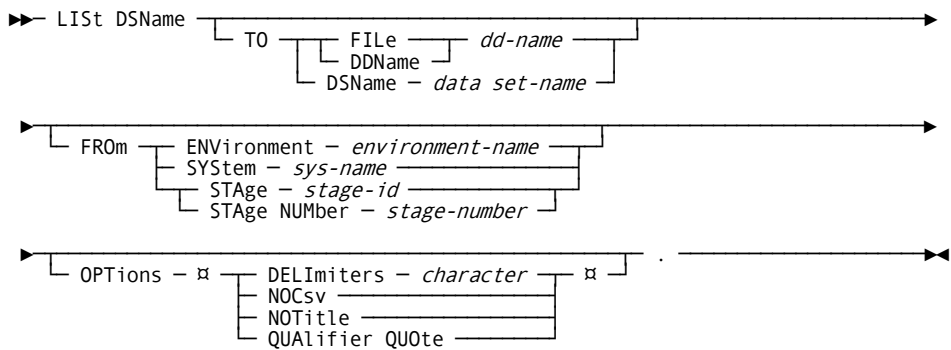 LISt DSName
TO FILe dd-name
DDName
DSName data set-name
FROm ENVironment environment-name
SYStem sys-name
STAge stage-id
STAge NUMber stage-number
OPTions ¤ DELImiters character ¤ .
NOCsv
NOTitle
QUAlifier QUOte